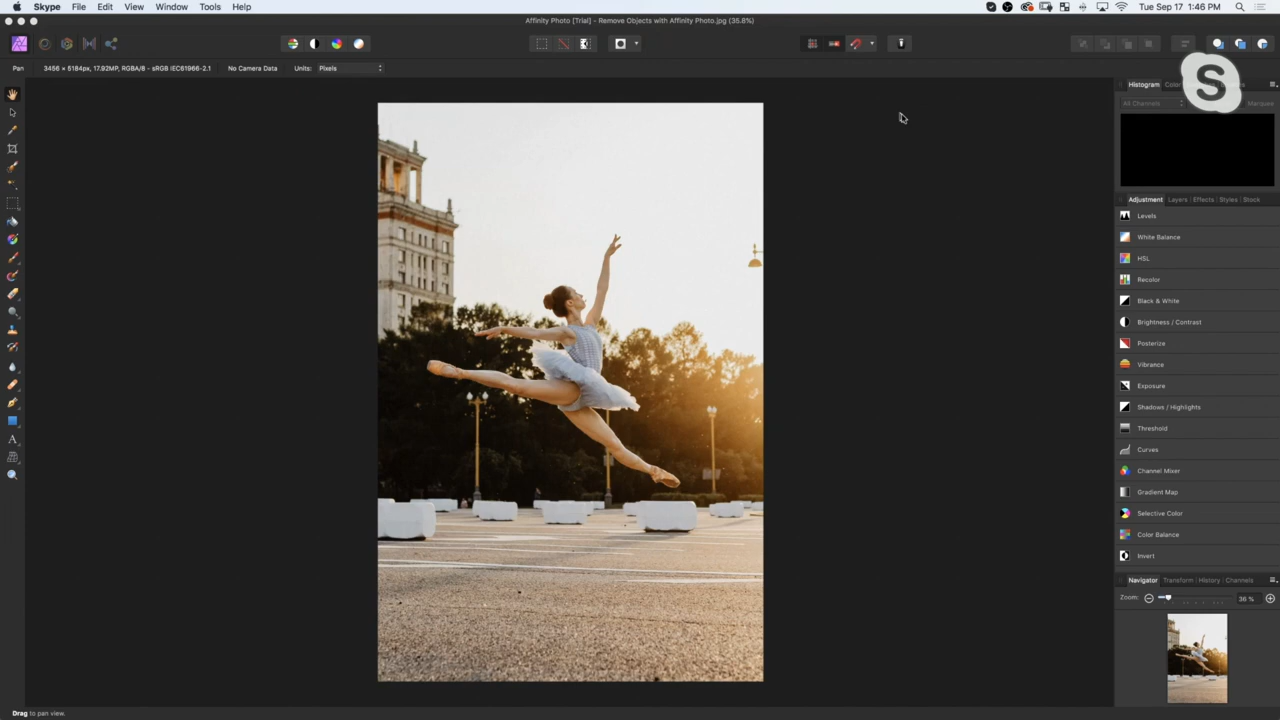 Skype File Edit View Window Tools Help Tue Sep 17 1:46 PM
Affinity Photo [Trial] - Remove Objects with Affinity Photo.jpg (35.8%)
Pan 3456 × 5184px, 17.92MP, RGBA/8 - sRGB IEC61966-2.1 No Camera Data Units: Pixels
Histogram
All Channels Marquee
Adjustment Layers Effects Styles Stock
Levels
White Balance
HSL
Recolor
Black & White
Brightness / Contrast
Posterize
Vibrance
Exposure
Shadows / Highlights
Threshold
Curves
Channel Mixer
Gradient Map
Selective Color
Color Balance
Invert
Navigator Transform History Channels
Zoom: 36 %
Drag to pan view.